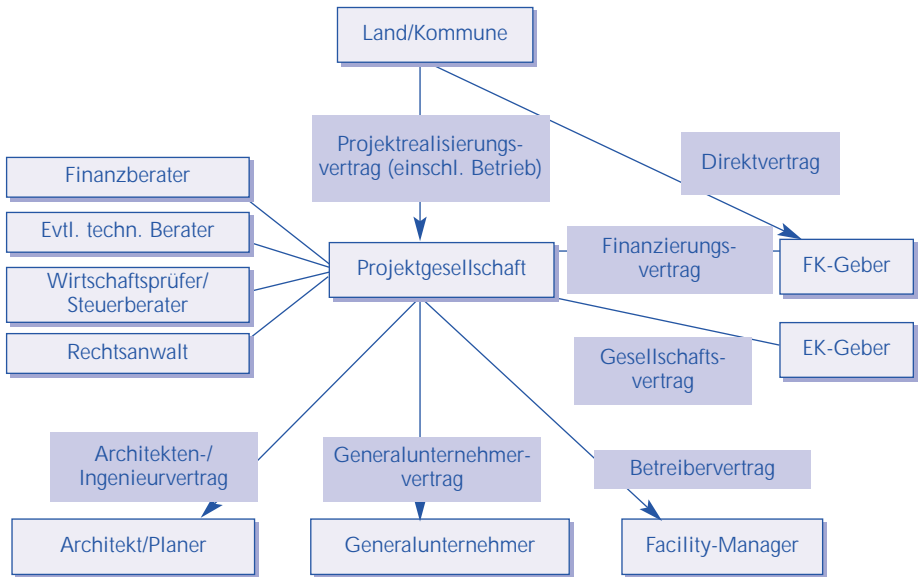 Land/Kommune
Projektrealisierungs-
vertrag (einschl. Betrieb)
Direktvertrag
Finanzberater
Evtl. techn. Berater
Wirtschaftsprüfer/
Steuerberater
Rechtsanwalt
Projektgesellschaft
Finanzierungs-
vertrag
FK-Geber
Gesellschafts-
vertrag
EK-Geber
Architekten-/
Ingenieurvertrag
Generalunternehmer-
vertrag
Betreibervertrag
Architekt/Planer
Generalunternehmer
Facility-Manager